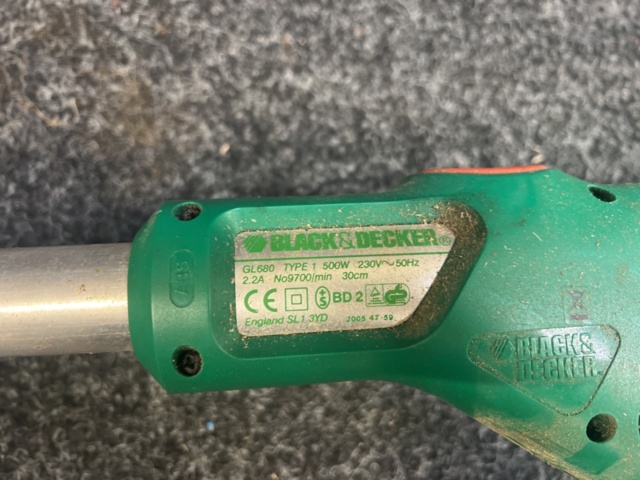 BLACK&DECKER®
GL680 TYPE 1 500W 230V~50Hz
2.2A No9700/min 30cm
CE BD 2
England SL1 3YD 2005 47-59
BLACK&
DECKER